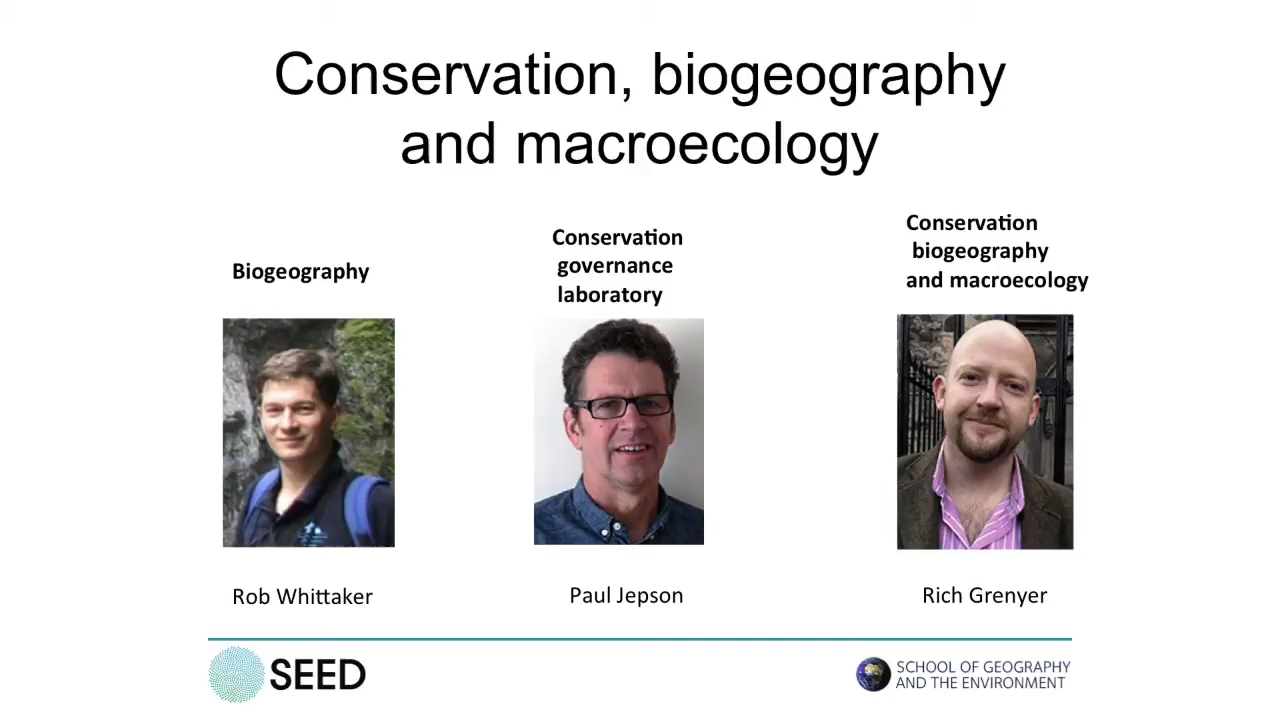 Conservation, biogeography
and macroecology
Biogeography
Conservation
governance
laboratory
Conservation
biogeography
and macroecology
Rob Whittaker
Paul Jepson
Rich Grenyer
SEED
SCHOOL OF GEOGRAPHY
AND THE ENVIRONMENT